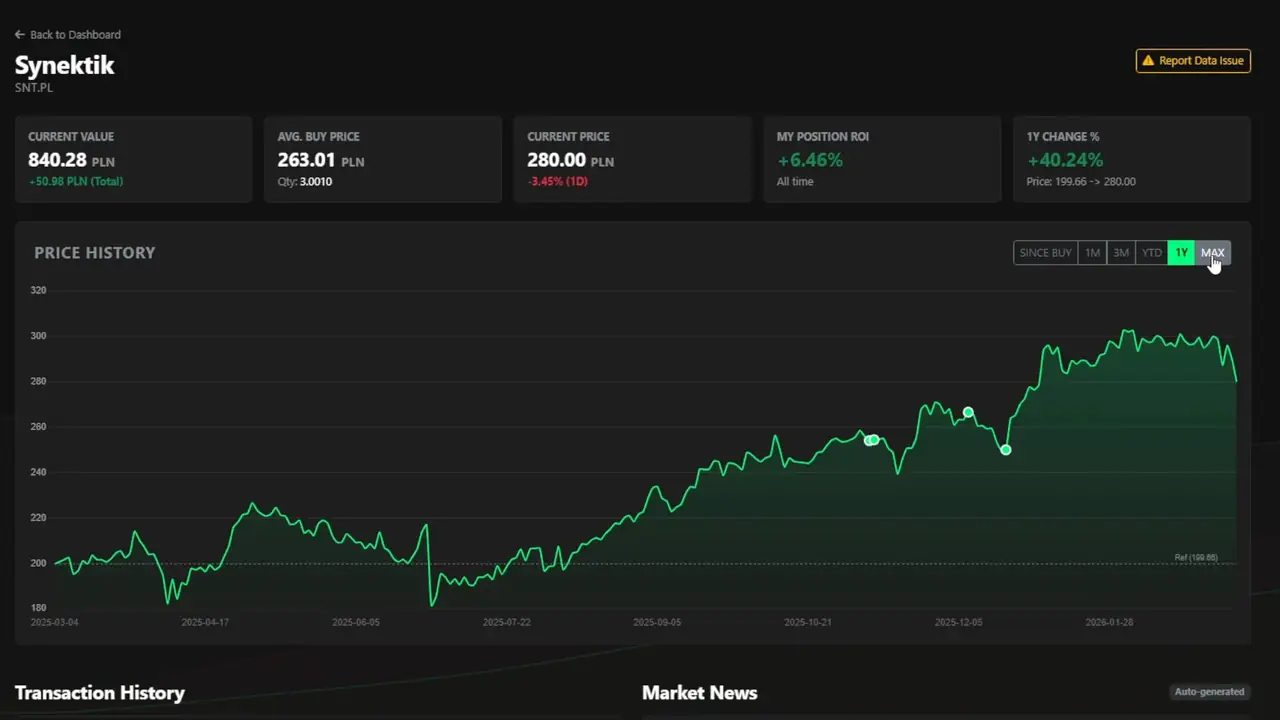 Back to Dashboard
Synektik
SNT.PL
Report Data Issue
CURRENT VALUE
840.28 PLN
+50.98 PLN (Total)
AVG. BUY PRICE
263.01 PLN
Qty: 3.0010
CURRENT PRICE
280.00 PLN
-3.45% (1D)
MY POSITION ROI
+6.46%
All time
1Y CHANGE %
+40.24%
Price: 199.66 -> 280.00
PRICE HISTORY
SINCE BUY 1M 3M YTD 1Y MAX
320
300
280
260
240
220
200
180
Ref (199.66)
2025-03-04 2025-04-17 2025-06-05 2025-07-22 2025-09-05 2025-10-21 2025-12-05 2026-01-28
Transaction History
Market News
Auto-generated